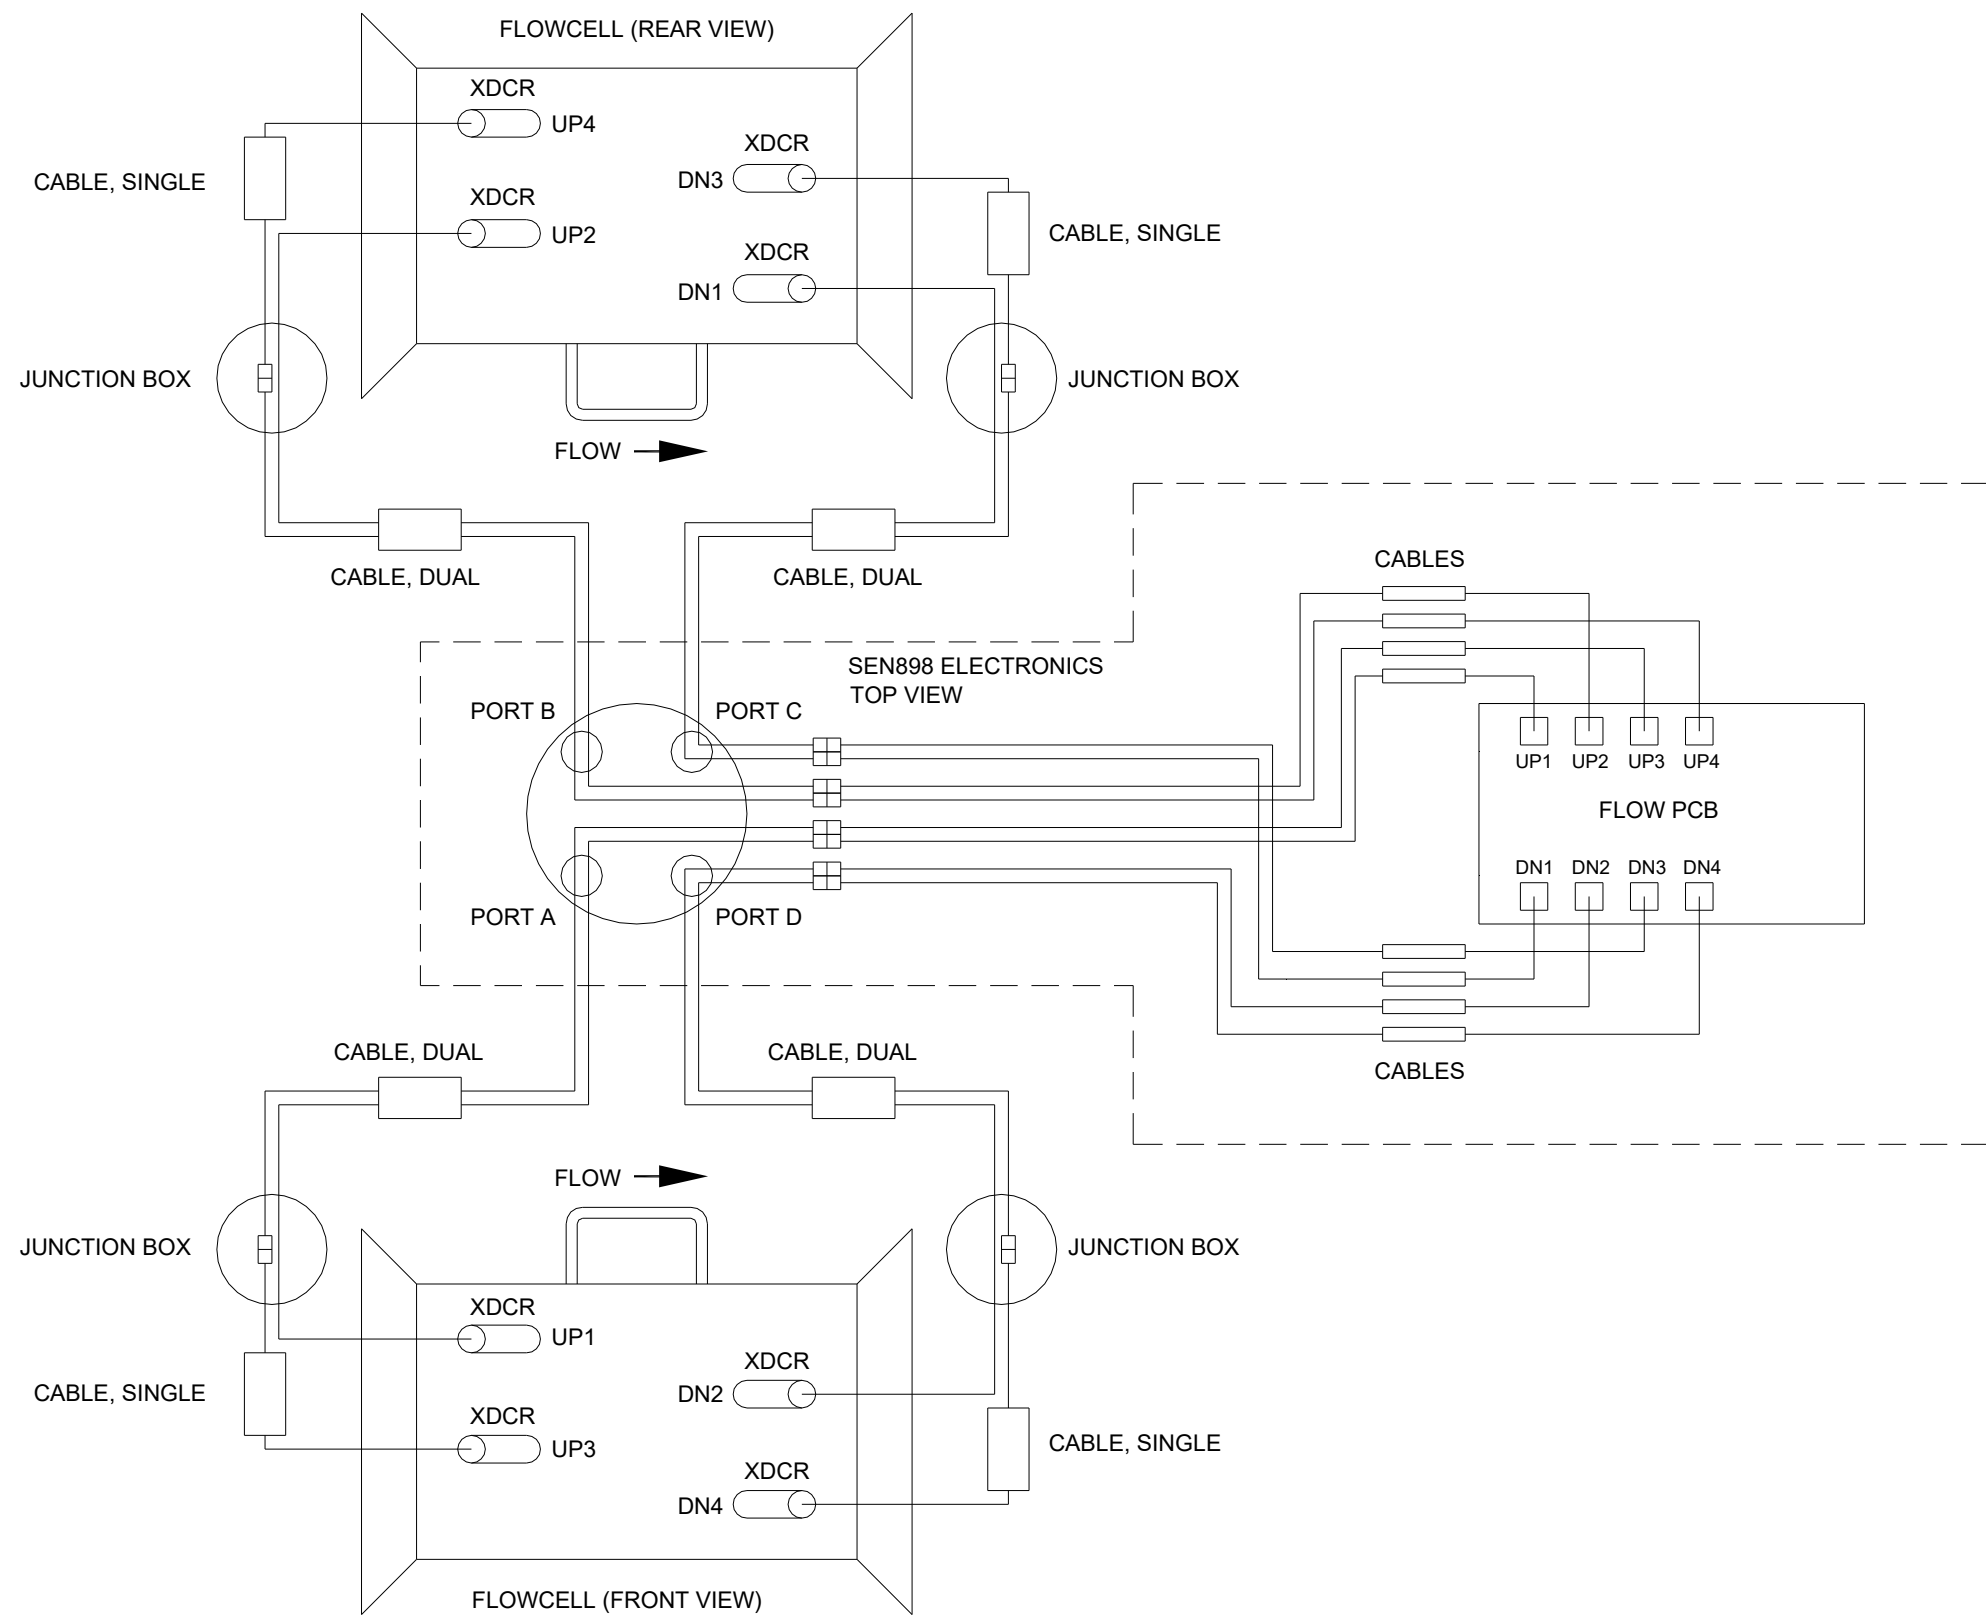 FLOWCELL (REAR VIEW)
XDCR
UP4
XDCR
DN3
CABLE, SINGLE
XDCR
UP2
CABLE, SINGLE
XDCR
DN1
JUNCTION BOX
JUNCTION BOX
FLOW
CABLE, DUAL
CABLE, DUAL
CABLES
SEN898 ELECTRONICS
TOP VIEW
PORT B
PORT C
UP1 UP2 UP3 UP4
FLOW PCB
DN1 DN2 DN3 DN4
PORT A
PORT D
CABLE, DUAL
CABLE, DUAL
CABLES
FLOW
JUNCTION BOX
JUNCTION BOX
XDCR
UP1
XDCR
DN2
CABLE, SINGLE
XDCR
UP3
CABLE, SINGLE
XDCR
DN4
FLOWCELL (FRONT VIEW)